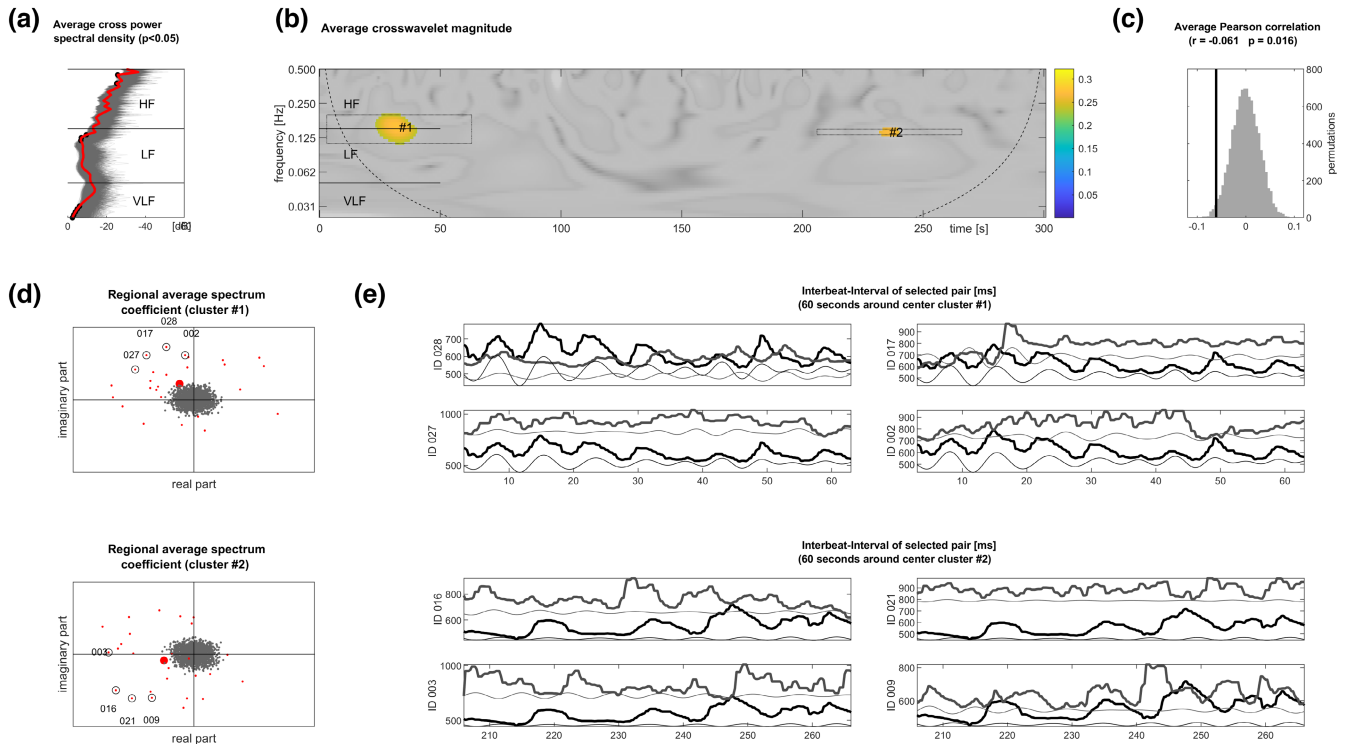 (a)
Average cross power
spectral density (p<0.05)
HF
LF
VLF
0 -20 -40
(b)
Average crosswavelet magnitude
0.500
0.250
0.125
0.062
0.031
frequency [Hz]
HF
LF
VLF
#1
#2
0 50 100 150 200 250 300
time [s]
0.3
0.25
0.2
0.15
0.1
0.05
(c)
Average Pearson correlation
(r = -0.061 p = 0.016)
800
600
400
200
0
permutations
-0.1 0 0.1
(d)
Regional average spectrum
coefficient (cluster #1)
028
017 002
027
imaginary part
real part
Regional average spectrum
coefficient (cluster #2)
003
016
021 009
imaginary part
real part
(e)
Interbeat-Interval of selected pair [ms]
(60 seconds around center cluster #1)
ID 028
700
600
500
ID 017
900
800
700
600
500
ID 027
1000
500
10 20 30 40 50 60
ID 002
900
800
700
600
500
10 20 30 40 50 60
Interbeat-Interval of selected pair [ms]
(60 seconds around center cluster #2)
ID 016
800
600
ID 021
900
800
700
600
500
ID 003
1000
500
210 220 230 240 250 260
ID 009
800
600
210 220 230 240 250 260